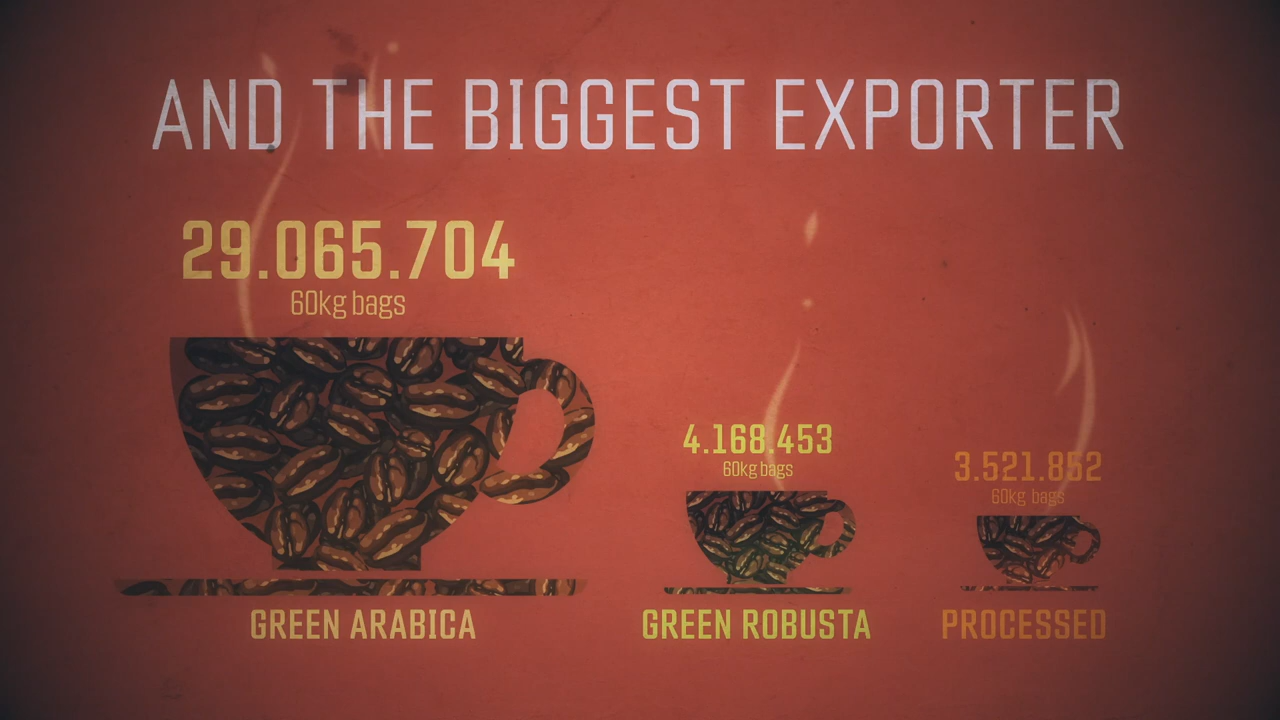 AND THE BIGGEST EXPORTER
29.065.704
60kg bags
4.168.453
60kg bags
3.521.852
60kg bags
GREEN ARABICA
GREEN ROBUSTA
PROCESSED